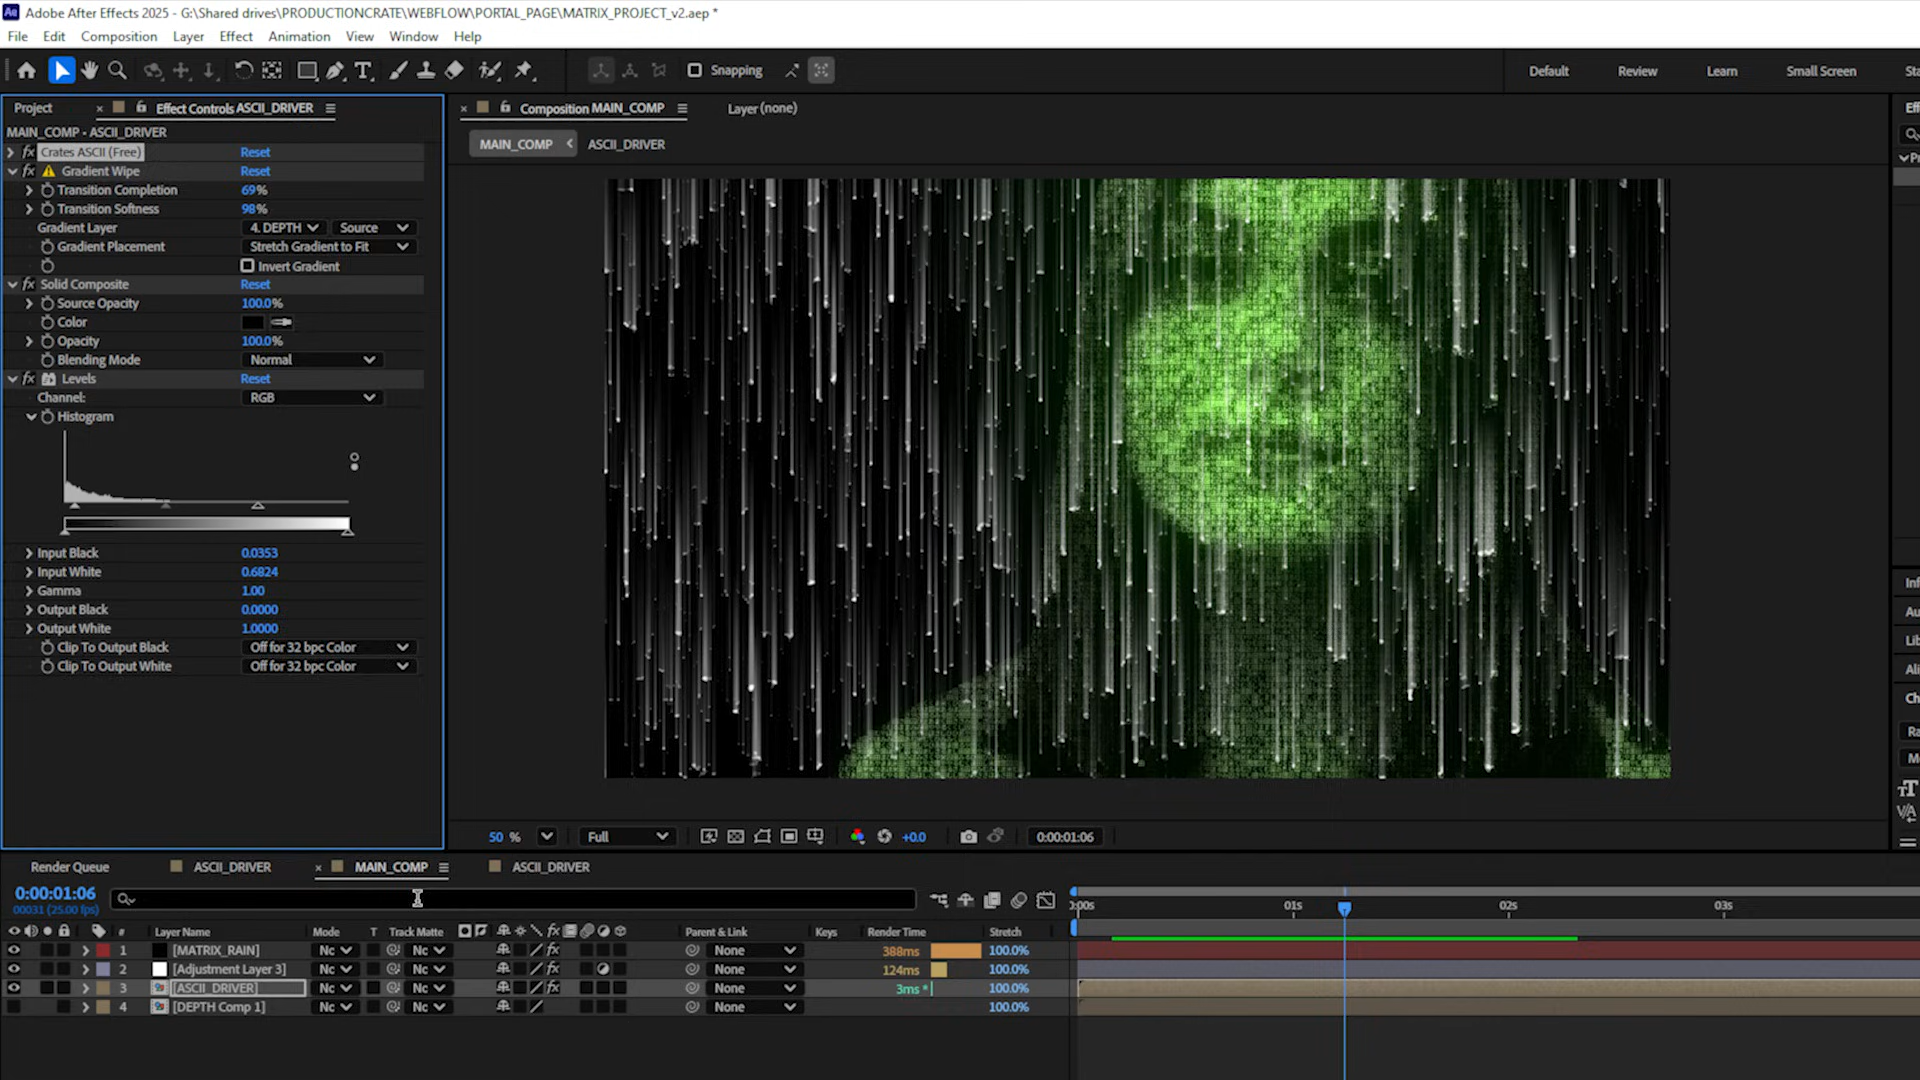 Adobe After Effects 2025 - G:\Shared drives\PRODUCTIONCRATE\WEBFLOW\PORTAL_PAGE\MATRIX_PROJECT_v2.aep *
File Edit Composition Layer Effect Animation View Window Help
Snapping Default Review Learn Small Screen Sta
Project Effect Controls ASCII_DRIVER Composition MAIN_COMP Layer (none)
MAIN_COMP • ASCII_DRIVER
MAIN_COMP ASCII_DRIVER
Crates ASCII (Free) Reset
Gradient Wipe Reset
Transition Completion 69%
Transition Softness 98%
Gradient Layer 4. DEPTH Source
Gradient Placement Stretch Gradient to Fit
Invert Gradient
Solid Composite Reset
Source Opacity 100.0%
Color
Opacity 100.0%
Blending Mode Normal
Levels Reset
Channel: RGB
Histogram
Input Black 0.0353
Input White 0.6824
Gamma 1.00
Output Black 0.0000
Output White 1.0000
Clip To Output Black Off for 32 bpc Color
Clip To Output White Off for 32 bpc Color
50 % Full +0.0 0:00:01:06
Render Queue ASCII_DRIVER MAIN_COMP ASCII_DRIVER
0:00:01:06
00031 (25.00 fps)
0:00s 01s 02s 03s
# Layer Name Mode T Track Matte Parent & Link Keys Render Time Stretch
1 [MATRIX_RAIN] Nc Nc None 388ms 100.0%
2 [Adjustment Layer 3] Nc Nc None 124ms 100.0%
3 [ASCII_DRIVER] Nc Nc None 3ms * 100.0%
4 [DEPTH Comp 1] Nc Nc None 100.0%